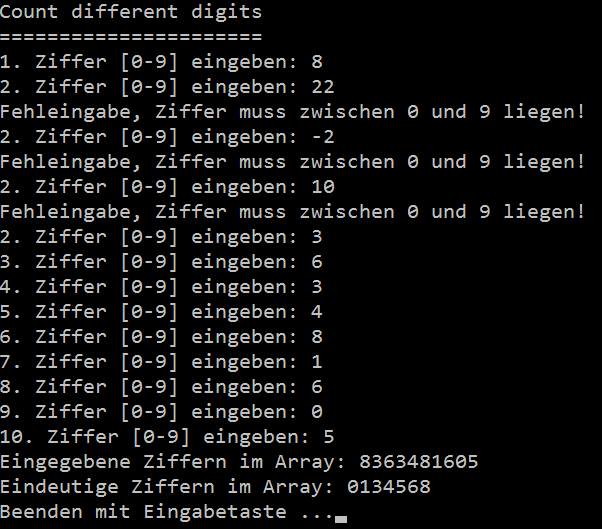 Count different digits
======================
1. Ziffer [0-9] eingeben: 8
2. Ziffer [0-9] eingeben: 22
Fehleingabe, Ziffer muss zwischen 0 und 9 liegen!
2. Ziffer [0-9] eingeben: -2
Fehleingabe, Ziffer muss zwischen 0 und 9 liegen!
2. Ziffer [0-9] eingeben: 10
Fehleingabe, Ziffer muss zwischen 0 und 9 liegen!
2. Ziffer [0-9] eingeben: 3
3. Ziffer [0-9] eingeben: 6
4. Ziffer [0-9] eingeben: 3
5. Ziffer [0-9] eingeben: 4
6. Ziffer [0-9] eingeben: 8
7. Ziffer [0-9] eingeben: 1
8. Ziffer [0-9] eingeben: 6
9. Ziffer [0-9] eingeben: 0
10. Ziffer [0-9] eingeben: 5
Eingegebene Ziffern im Array: 8363481605
Eindeutige Ziffern im Array: 0134568
Beenden mit Eingabetaste ...